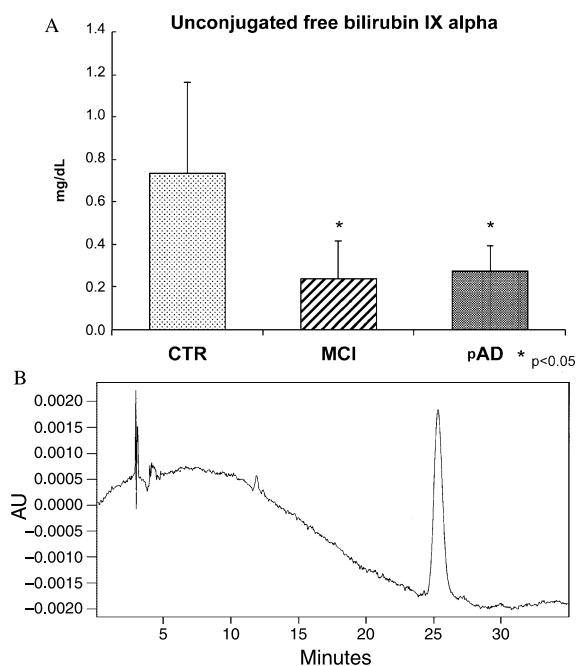 A
Unconjugated free bilirubin IX alpha
1.4
1.2
1.0
0.8
0.6
0.4
0.2
0.0
mg/dL
*
*
CTR
MCI
pAD
* p<0.05
B
0.0020
0.0015
0.0010
0.0005
0.0000
−0.0005
−0.0010
−0.0015
−0.0020
AU
5
10
15
20
25
30
Minutes